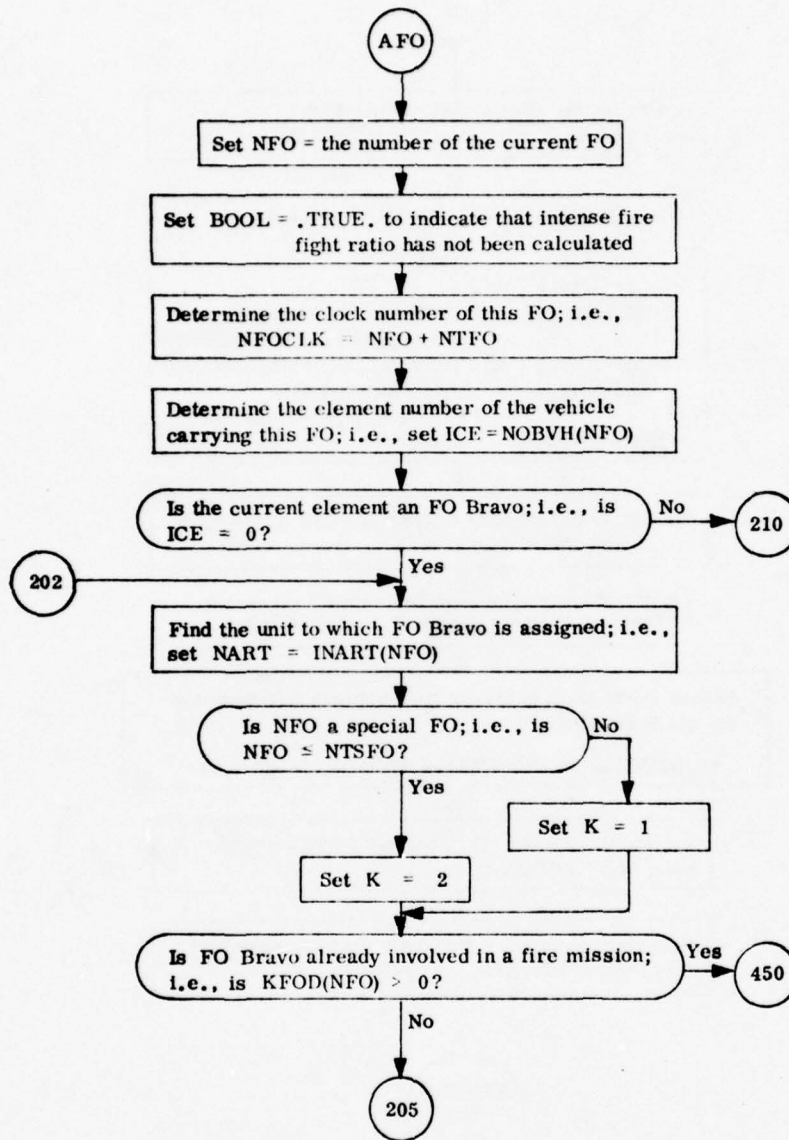 AFO
Set NFO = the number of the current FO
Set BOOL = .TRUE. to indicate that intense fire
fight ratio has not been calculated
Determine the clock number of this FO; i.e.,
NFOCLK = NFO + NTFO
Determine the element number of the vehicle
carrying this FO; i.e., set ICE = NOBVH(NFO)
Is the current element an FO Bravo; i.e., is
ICE = 0?
No
210
Yes
202
Find the unit to which FO Bravo is assigned; i.e.,
set NART = INART(NFO)
Is NFO a special FO; i.e., is
NFO ≤ NTSFO?
No
Yes
Set K = 1
Set K = 2
Is FO Bravo already involved in a fire mission;
i.e., is KFOD(NFO) > 0?
Yes
450
No
205